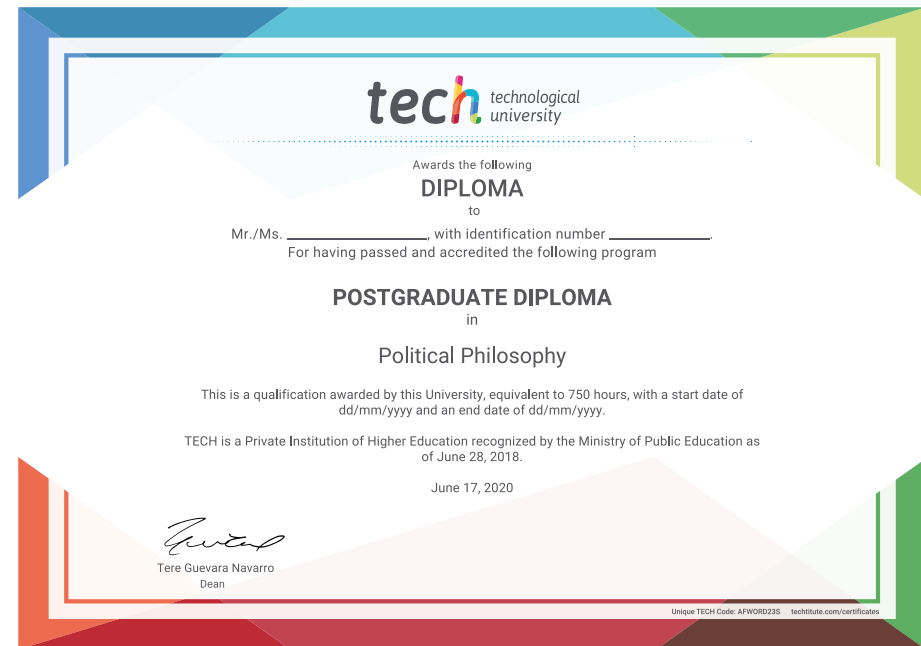 tech technological
university
Awards the following
DIPLOMA
to
Mr./Ms. ____________________, with identification number ______________.
For having passed and accredited the following program
POSTGRADUATE DIPLOMA
in
Political Philosophy
This is a qualification awarded by this University, equivalent to 750 hours, with a start date of
dd/mm/yyyy and an end date of dd/mm/yyyy.
TECH is a Private Institution of Higher Education recognized by the Ministry of Public Education as
of June 28, 2018.
June 17, 2020
Tere Guevara Navarro
Dean
Unique TECH Code: AFWORD23S techtitute.com/certificates